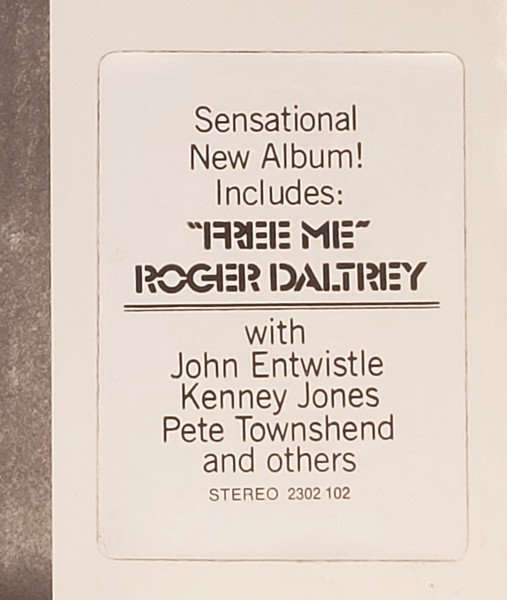 Sensational
New Album!
Includes:
"FREE ME"
ROGER DALTREY
with
John Entwistle
Kenney Jones
Pete Townshend
and others
STEREO 2302 102